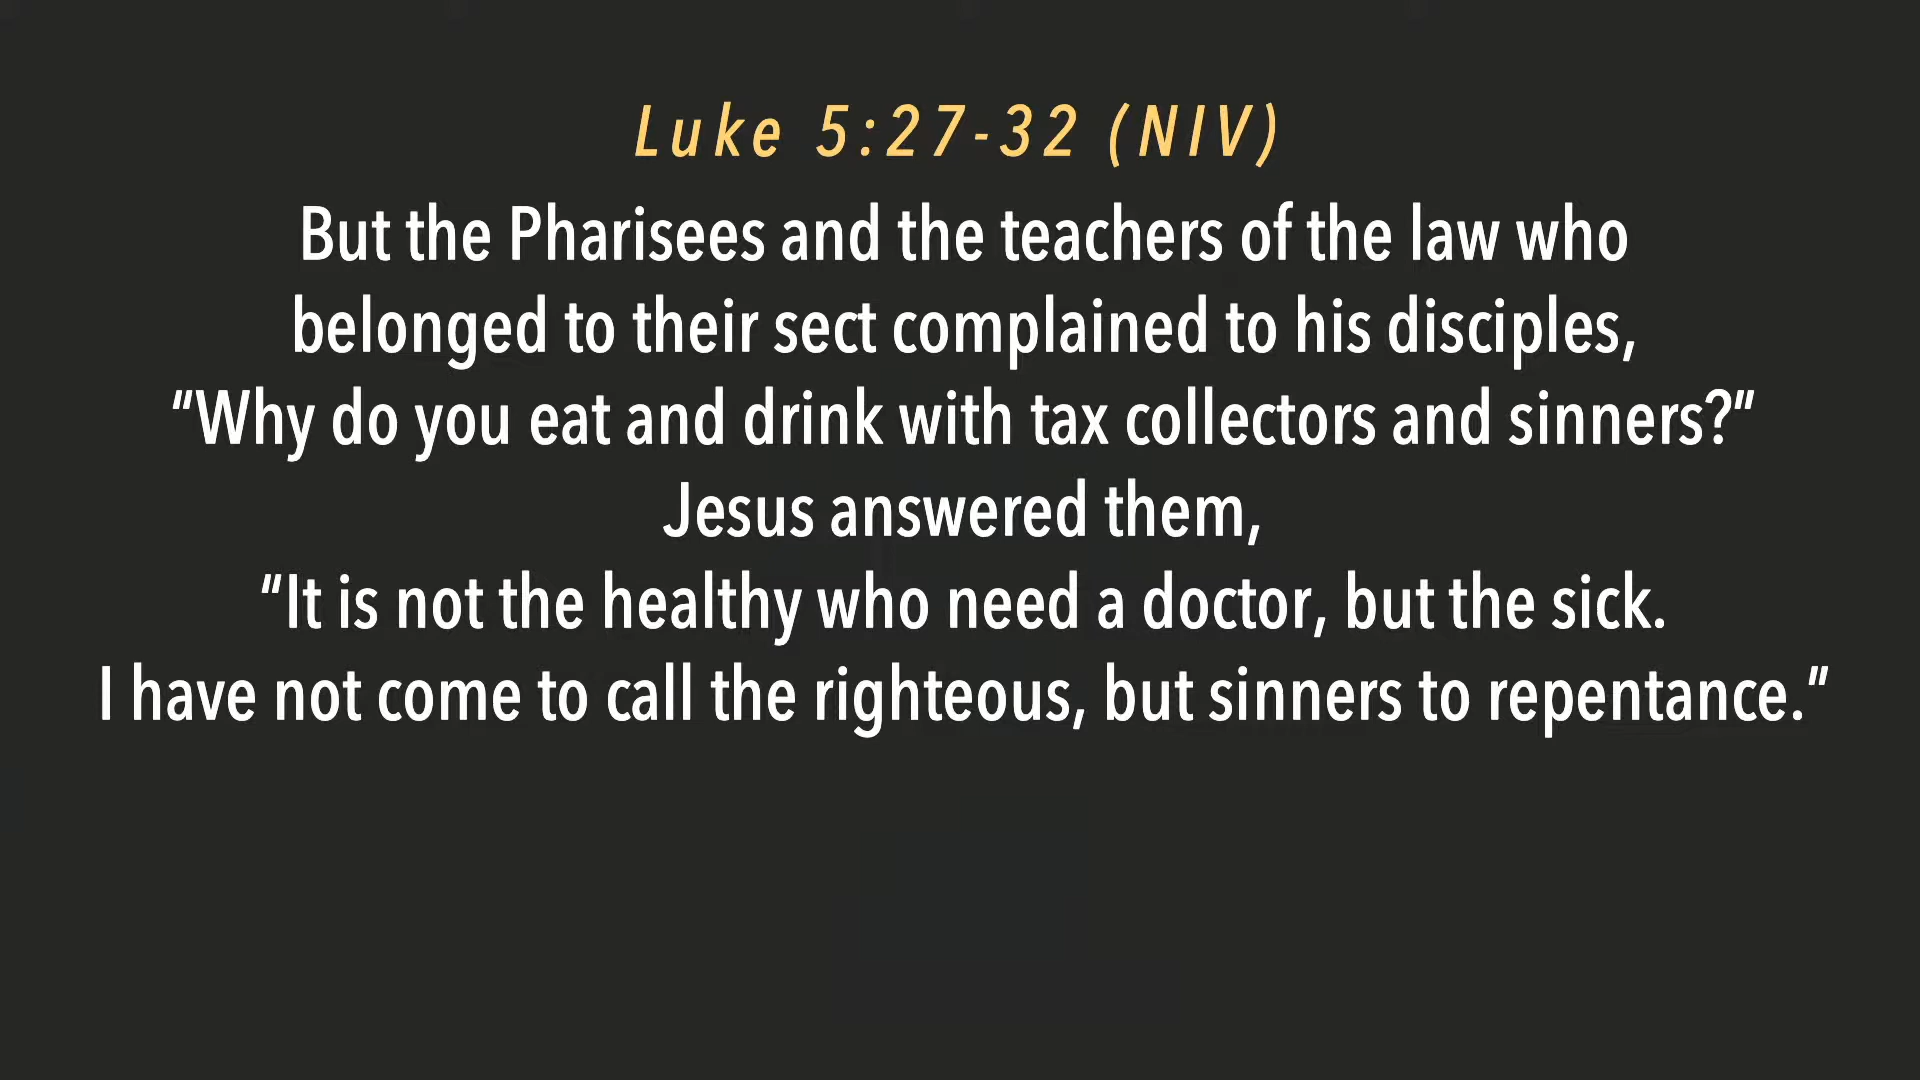 Luke 5:27-32 (NIV)
But the Pharisees and the teachers of the law who
belonged to their sect complained to his disciples,
“Why do you eat and drink with tax collectors and sinners?”
Jesus answered them,
“It is not the healthy who need a doctor, but the sick.
I have not come to call the righteous, but sinners to repentance.”